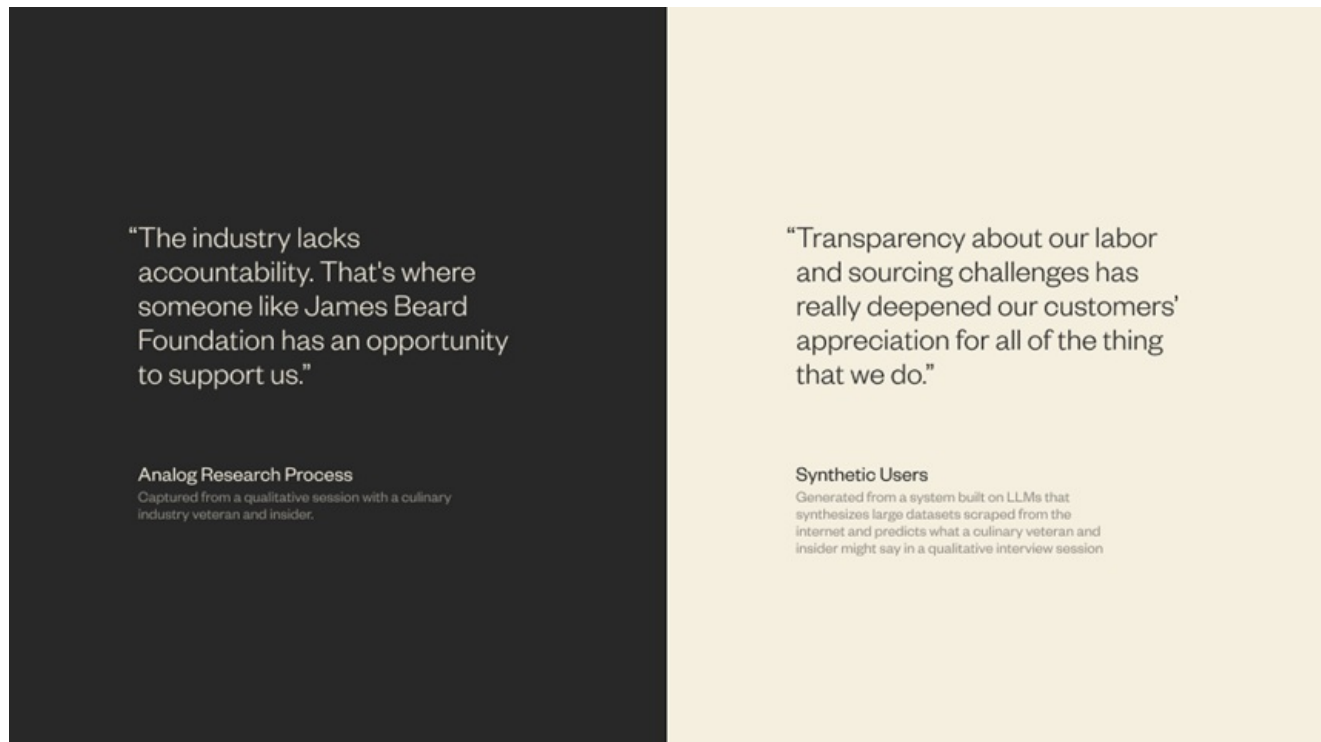 “The industry lacks
accountability. That's where
someone like James Beard
Foundation has an opportunity
to support us.”
Analog Research Process
Captured from a qualitative session with a culinary
industry veteran and insider.
“Transparency about our labor
and sourcing challenges has
really deepened our customers’
appreciation for all of the thing
that we do.”
Synthetic Users
Generated from a system built on LLMs that
synthesizes large datasets scraped from the
internet and predicts what a culinary veteran and
insider might say in a qualitative interview session